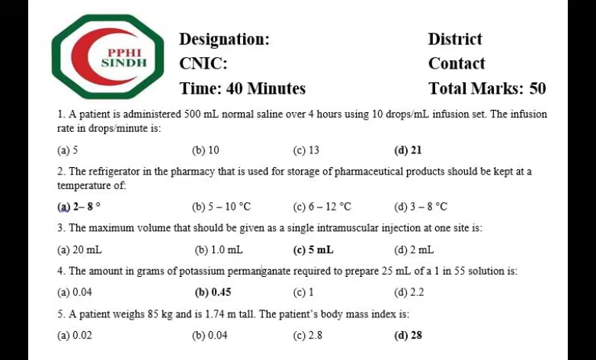 PPHI
SINDH
Designation: District
CNIC: Contact
Time: 40 Minutes Total Marks: 50
1. A patient is administered 500 mL normal saline over 4 hours using 10 drops/mL infusion set. The infusion
rate in drops/minute is:
(a) 5 (b) 10 (c) 13 (d) 21
2. The refrigerator in the pharmacy that is used for storage of pharmaceutical products should be kept at a
temperature of:
(a) 2– 8 ° (b) 5 – 10 °C (c) 6 – 12 °C (d) 3 – 8 °C
3. The maximum volume that should be given as a single intramuscular injection at one site is:
(a) 20 mL (b) 1.0 mL (c) 5 mL (d) 2 mL
4. The amount in grams of potassium permanganate required to prepare 25 mL of a 1 in 55 solution is:
(a) 0.04 (b) 0.45 (c) 1 (d) 2.2
5. A patient weighs 85 kg and is 1.74 m tall. The patient's body mass index is:
(a) 0.02 (b) 0.04 (c) 2.8 (d) 28